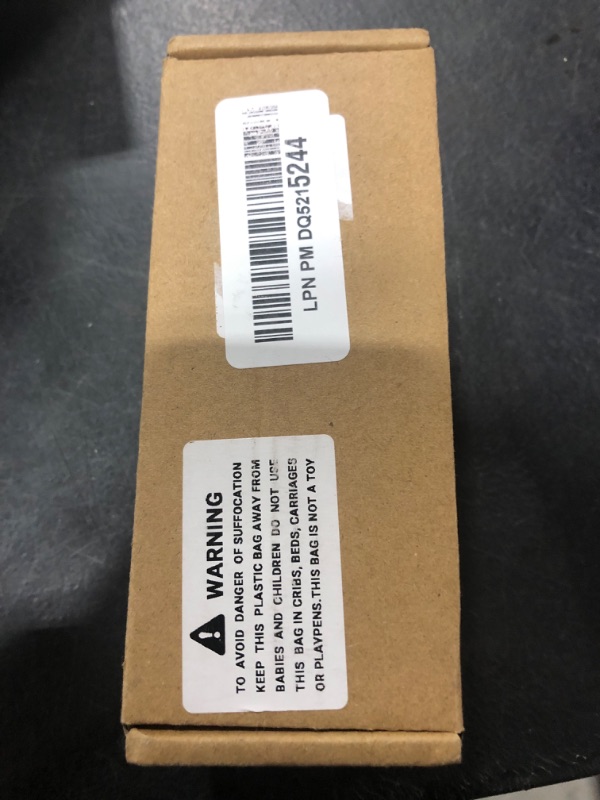 LPN PM DQ5215244
WARNING
TO AVOID DANGER OF SUFFOCATION
KEEP THIS PLASTIC BAG AWAY FROM
BABIES AND CHILDREN DO NOT USE
THIS BAG IN CRIBS, BEDS, CARRIAGES
OR PLAYPENS.THIS BAG IS NOT A TOY